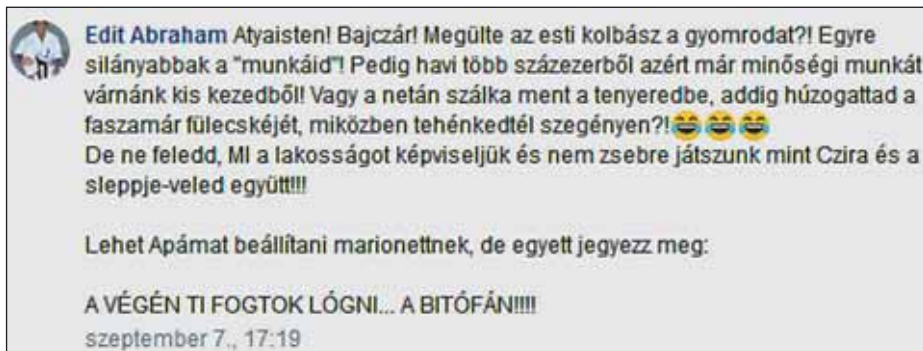 Edit Abraham Atyaisten! Bajczár! Megülte az esti kolbász a gyomrodat?! Egyre
silányabbak a "munkáid"! Pedig havi több százezerből azért már minőségi munkát
várnánk kis kezedből! Vagy a netán szálka ment a tenyeredbe, addig húzogattad a
faszamár fülecskéjét, miközben tehénkedtél szegényen?!😂😂😂
De ne feledd, MI a lakosságot képviseljük és nem zsebre játszunk mint Czira és a
sleppje-veled együtt!!!
Lehet Apámat beállítani marionettnek, de egyett jegyezz meg:
A VÉGÉN TI FOGTOK LÓGNI... A BITÓFÁN!!!!
szeptember 7., 17:19